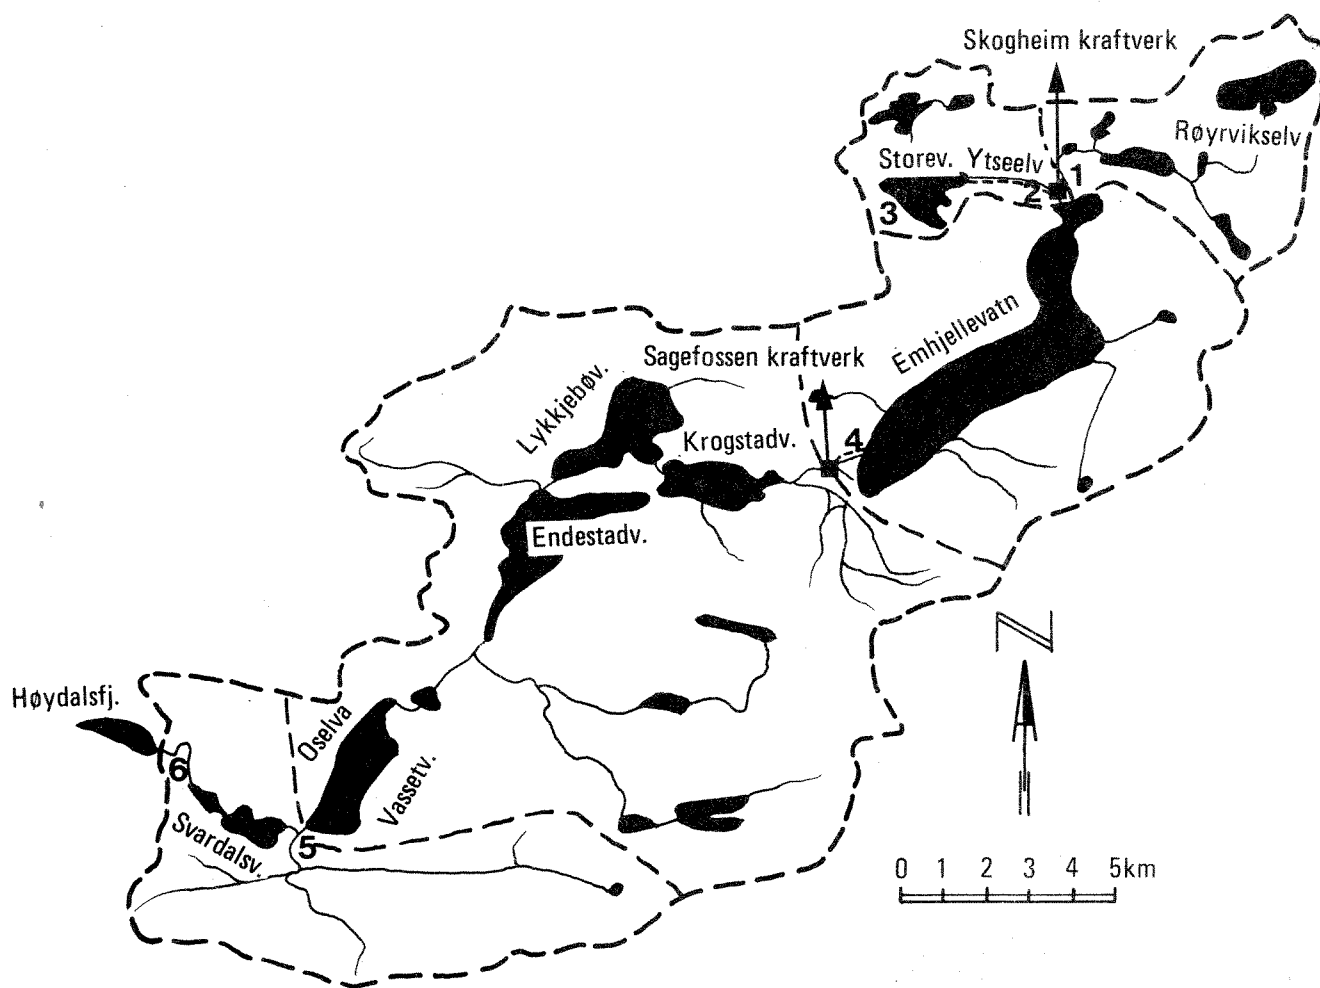 Skogheim kraftverk
Røyrvikselv
Storev. Ytseelv
1
2
3
Emhjellevatn
Sagefossen kraftverk
Lykkjebøv.
Krogstadv.
4
Endestadv.
N
Høydalsfj.
Oselva
6
Vassetv.
Svardalsv.
5
0 1 2 3 4 5km